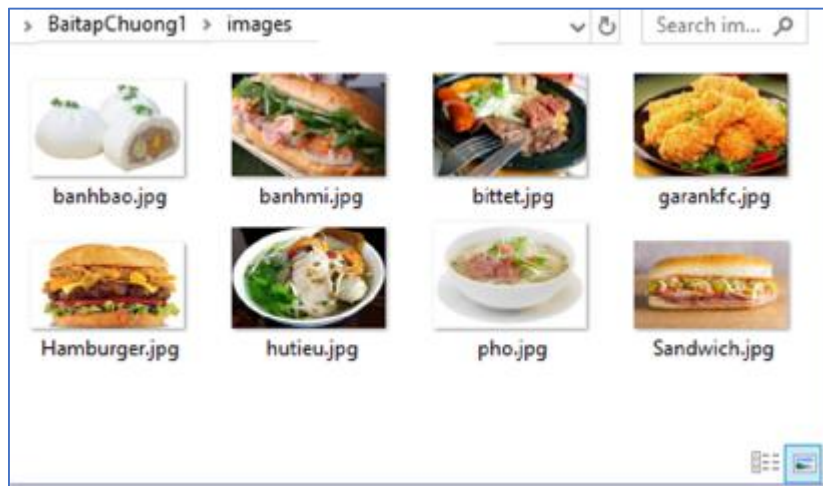 › BaitapChuong1 › images
Search im...
banhbao.jpg banhmi.jpg bittet.jpg garankfc.jpg
Hamburger.jpg hutieu.jpg pho.jpg Sandwich.jpg